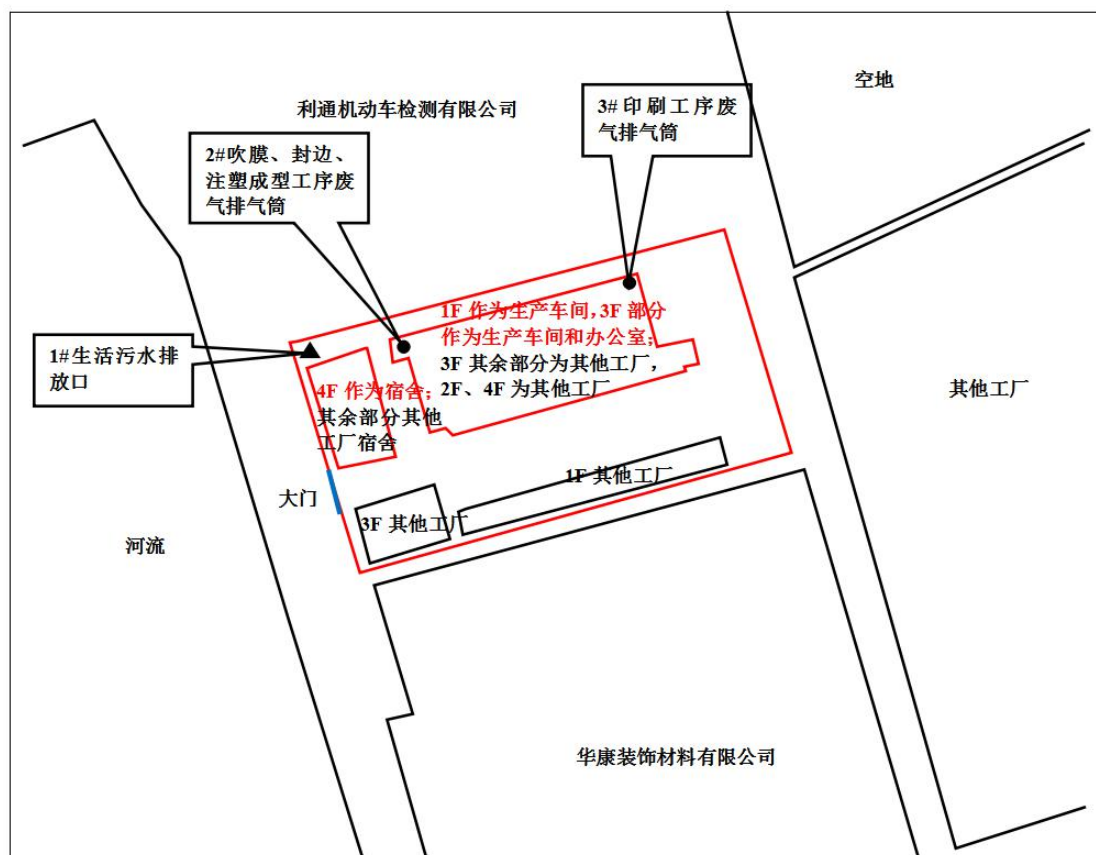 空地
利通机动车检测有限公司
3#印刷工序废
气排气筒
2#吹膜、封边、
注塑成型工序废
气排气筒
1#生活污水排
放口
1F 作为生产车间，3F 部分
作为生产车间和办公室；
3F 其余部分为其他工厂，
2F、4F 为其他工厂
4F 作为宿舍；
其余部分其他
工厂宿舍
其他工厂
1F 其他工厂
大门
3F 其他工厂
河流
华康装饰材料有限公司